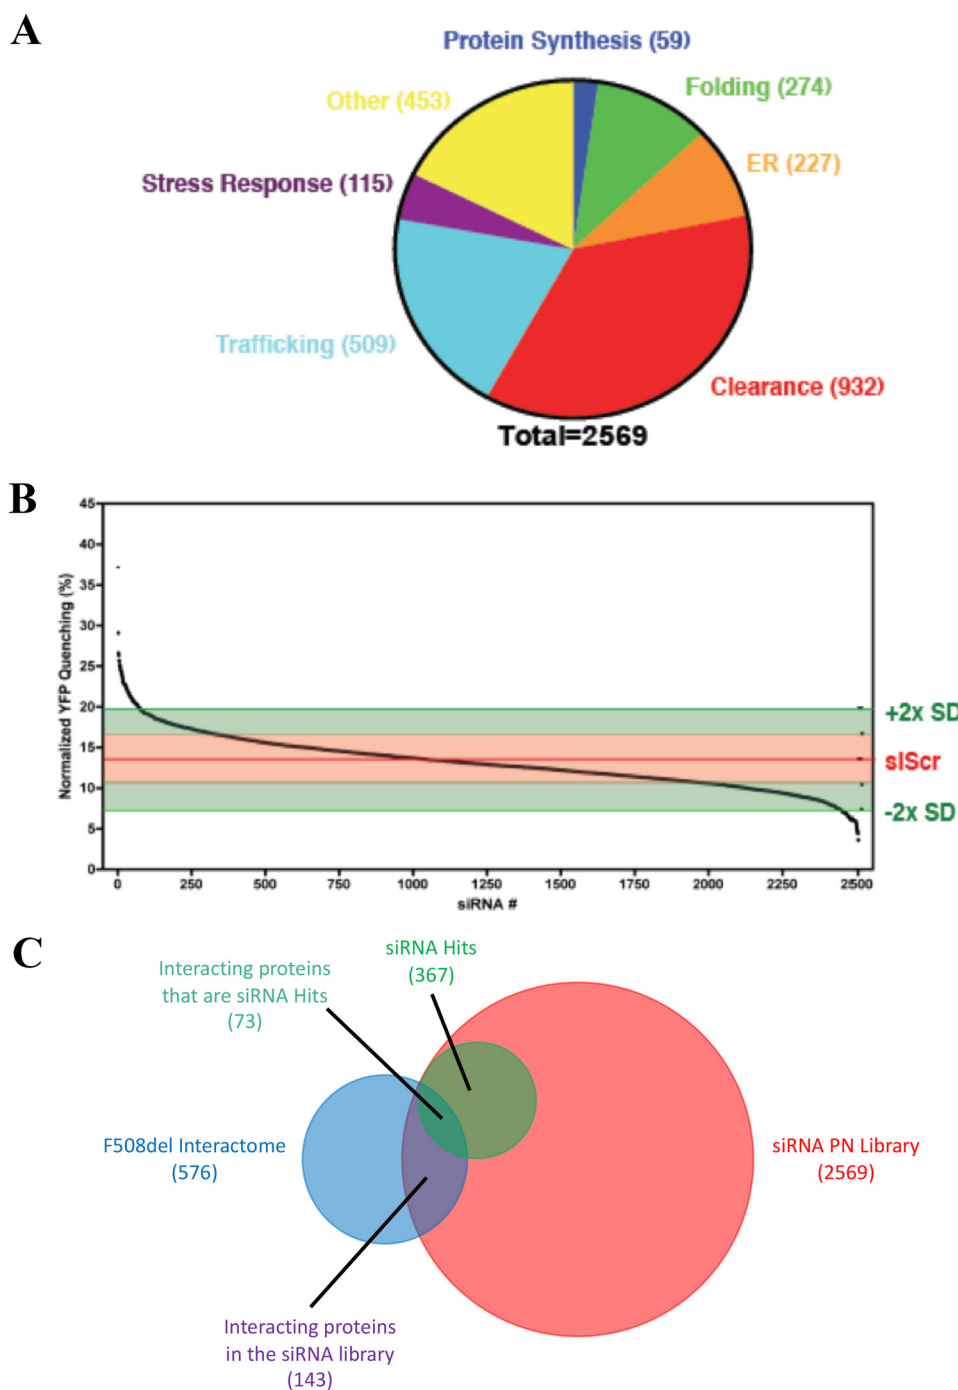 A
Protein Synthesis (59)
Folding (274)
Other (453)
ER (227)
Stress Response (115)
Trafficking (509)
Clearance (932)
Total=2569
B
Normalized YFP Quenching (%)
45
40
35
30
25
20
15
10
5
0
+2x SD
siScr
-2x SD
0 250 500 750 1000 1250 1500 1750 2000 2250 2500
siRNA #
C
siRNA Hits
(367)
Interacting proteins
that are siRNA Hits
(73)
F508del Interactome
(576)
siRNA PN Library
(2569)
Interacting proteins
in the siRNA library
(143)